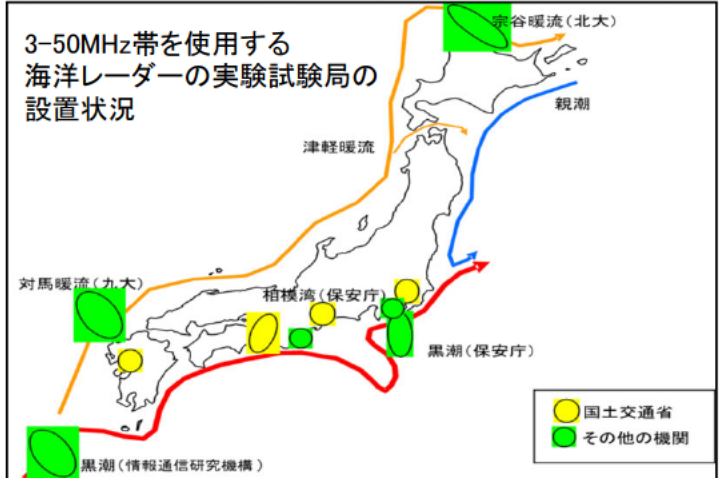 3-50MHz帯を使用する
海洋レーダーの実験試験局の
設置状況
宗谷暖流(北大)
親潮
津軽暖流
対馬暖流(九大)
相模湾(保安庁)
黒潮(保安庁)
国土交通省
その他の機関
黒潮(情報通信研究機構)